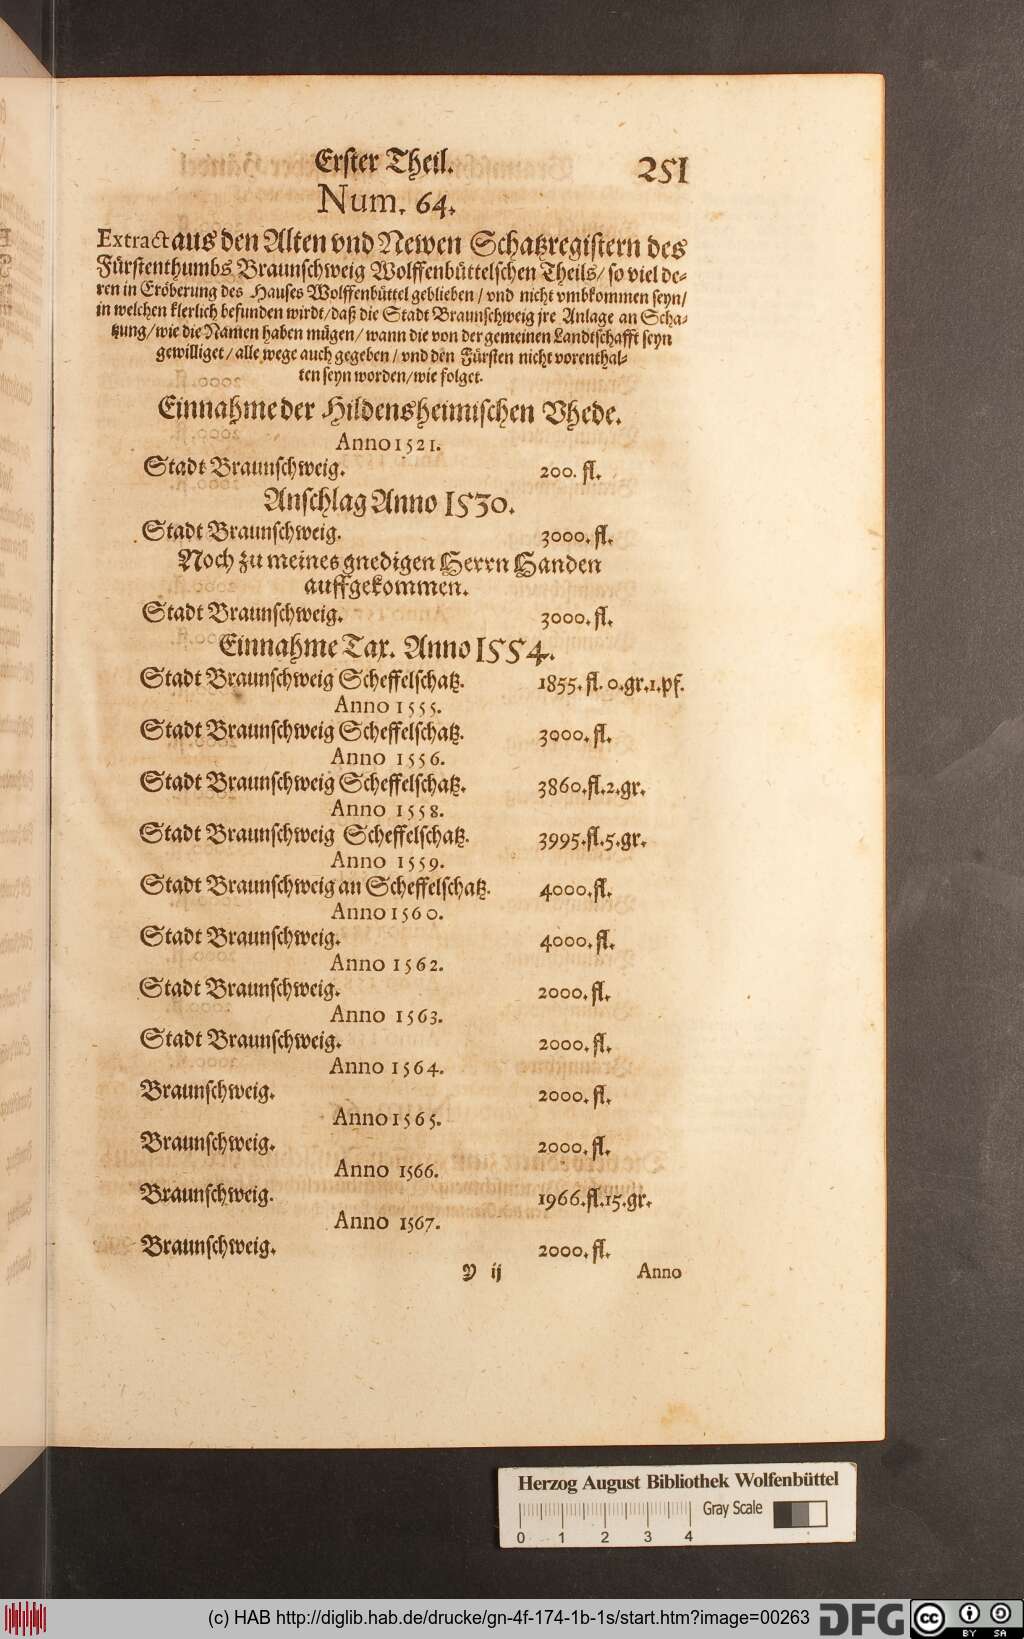 Erster Theil. 251
Num. 64.
Extract aus den Alten vnd Newen Schatzregistern des
Fürstenthumbs Braunschweig Wolffenbüttelschen Theils/ so viel de-
ren in Eröberung des Hauses Wolffenbüttel geblieben/ vnd nicht vmbkommen seyn/
in welchen klerlich befunden wirdt/ daß die Stadt Braunschweig jre Anlage an Scha-
tzung/ wie die Namen haben mügen/ wann die von der gemeinen Landtschafft seyn
gewilliget/ alle wege auch gegeben/ vnd den Fürsten nicht vorenthal-
ten seyn worden/ wie folget.
Einnahme der Hildensheimischen Vhede.
Anno 1521.
Stadt Braunschweig. 200. fl.
Anschlag Anno 1530.
Stadt Braunschweig. 3000. fl.
Noch zu meines gnedigen Herrn Handen
auffgekommen.
Stadt Braunschweig. 3000. fl.
Einnahme Tax. Anno 1554.
Stadt Braunschweig Scheffelschatz. 1855. fl. 0. gr. 1. pf.
Anno 1555.
Stadt Braunschweig Scheffelschatz. 3000. fl.
Anno 1556.
Stadt Braunschweig Scheffelschatz. 3860. fl. 2. gr.
Anno 1558.
Stadt Braunschweig Scheffelschatz. 3995. fl. 5. gr.
Anno 1559.
Stadt Braunschweig an Scheffelschatz. 4000. fl.
Anno 1560.
Stadt Braunschweig. 4000. fl.
Anno 1562.
Stadt Braunschweig. 2000. fl.
Anno 1563.
Stadt Braunschweig. 2000. fl.
Anno 1564.
Braunschweig. 2000. fl.
Anno 1565.
Braunschweig. 2000. fl.
Anno 1566.
Braunschweig. 1966. fl. 15. gr.
Anno 1567.
Braunschweig. 2000. fl.
Y ij Anno
Herzog August Bibliothek Wolfenbüttel
Gray Scale
0 1 2 3 4
(c) HAB http://diglib.hab.de/drucke/gn-4f-174-1b-1s/start.htm?image=00263 DFG cc BY SA